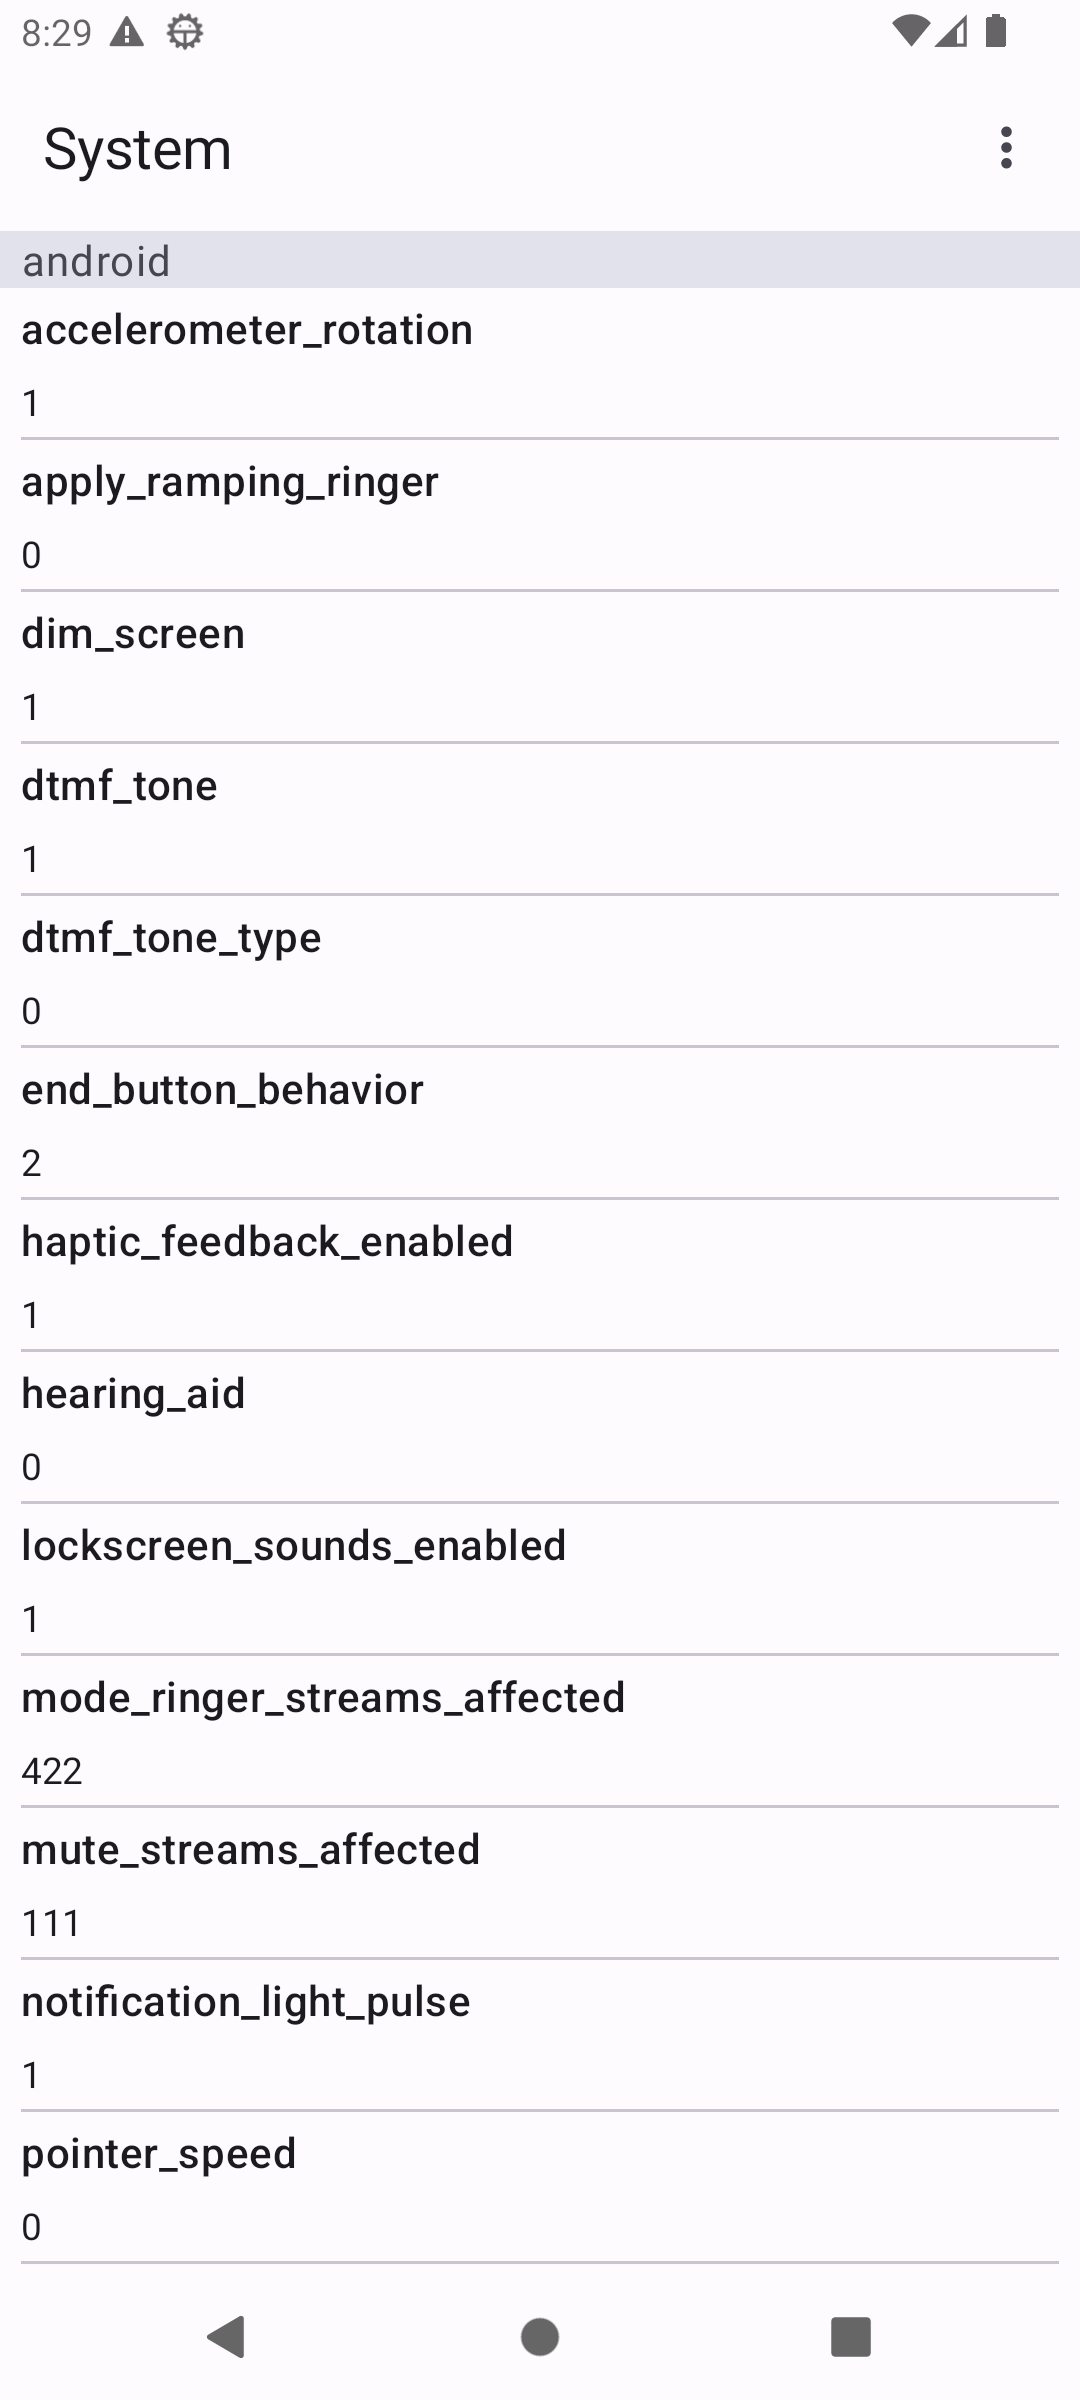 8:29
System
android
accelerometer_rotation
1
apply_ramping_ringer
0
dim_screen
1
dtmf_tone
1
dtmf_tone_type
0
end_button_behavior
2
haptic_feedback_enabled
1
hearing_aid
0
lockscreen_sounds_enabled
1
mode_ringer_streams_affected
422
mute_streams_affected
111
notification_light_pulse
1
pointer_speed
0